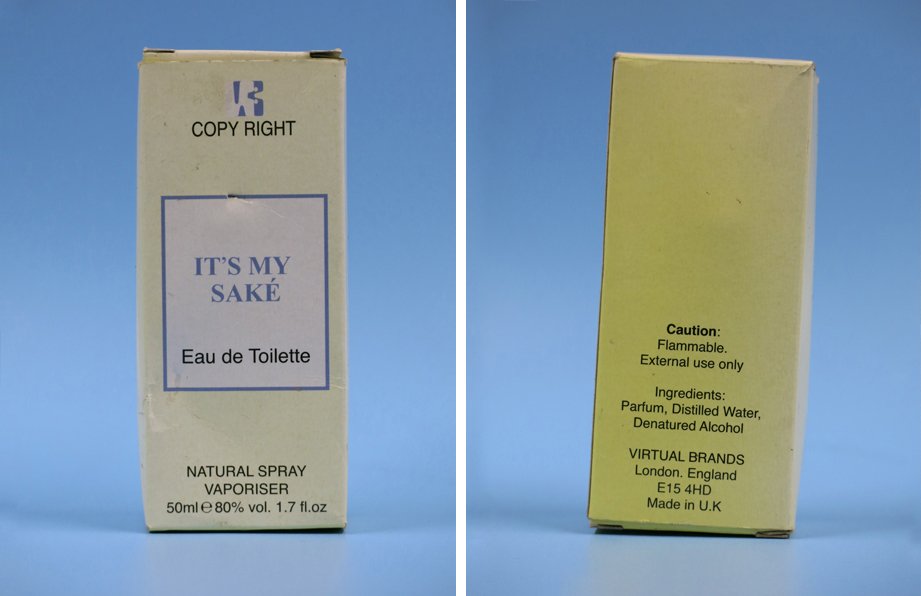 COPY RIGHT
IT'S MY
SAKÉ
Eau de Toilette
NATURAL SPRAY
VAPORISER
50ml ℮ 80% vol. 1.7 fl.oz
Caution:
Flammable.
External use only
Ingredients:
Parfum, Distilled Water,
Denatured Alcohol
VIRTUAL BRANDS
London. England
E15 4HD
Made in U.K